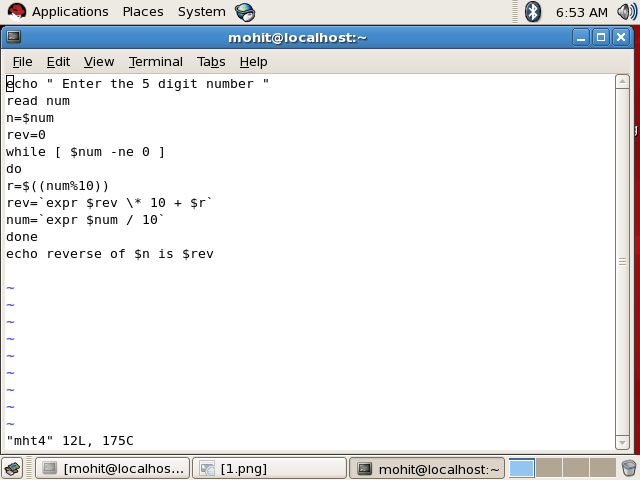 Applications Places System 6:53 AM
mohit@localhost:~
File Edit View Terminal Tabs Help
echo " Enter the 5 digit number "
read num
n=$num
rev=0
while [ $num -ne 0 ]
do
r=$((num%10))
rev=`expr $rev \* 10 + $r`
num=`expr $num / 10`
done
echo reverse of $n is $rev
~
~
~
~
~
~
~
~
~
"mht4" 12L, 175C
[mohit@localhos... [1.png] mohit@localhost:~